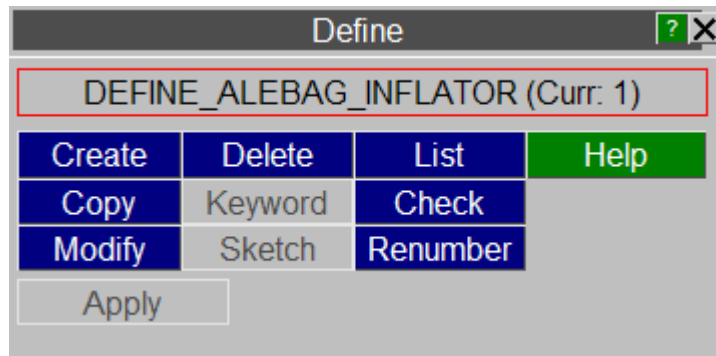 Define ?
DEFINE_ALEBAG_INFLATOR (Curr: 1)
Create Delete List Help
Copy Keyword Check
Modify Sketch Renumber
Apply